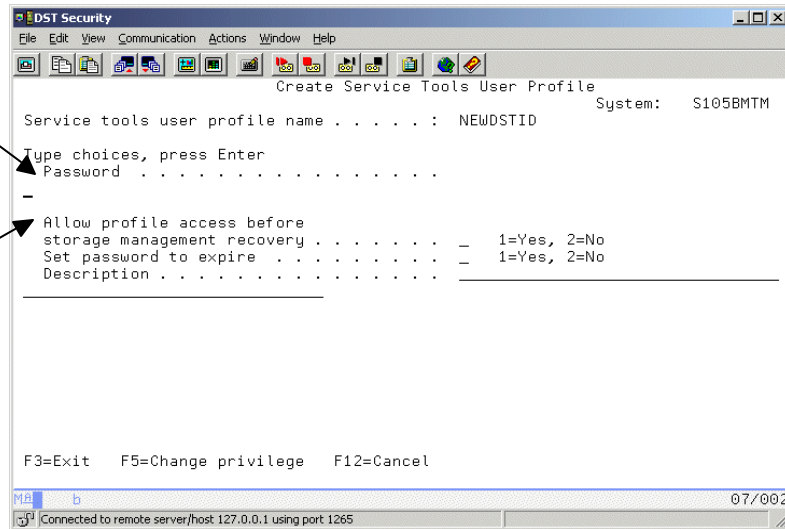 DST Security
File Edit View Communication Actions Window Help
Create Service Tools User Profile
System: S105BMTM
Service tools user profile name . . . . . : NEWDSTID
Type choices, press Enter
Password . . . . . . . . . . . . . . . .
Allow profile access before
storage management recovery . . . . . . . _ 1=Yes, 2=No
Set password to expire . . . . . . . . . _ 1=Yes, 2=No
Description . . . . . . . . . . . . . . .
F3=Exit F5=Change privilege F12=Cancel
MA b 07/002
Connected to remote server/host 127.0.0.1 using port 1265